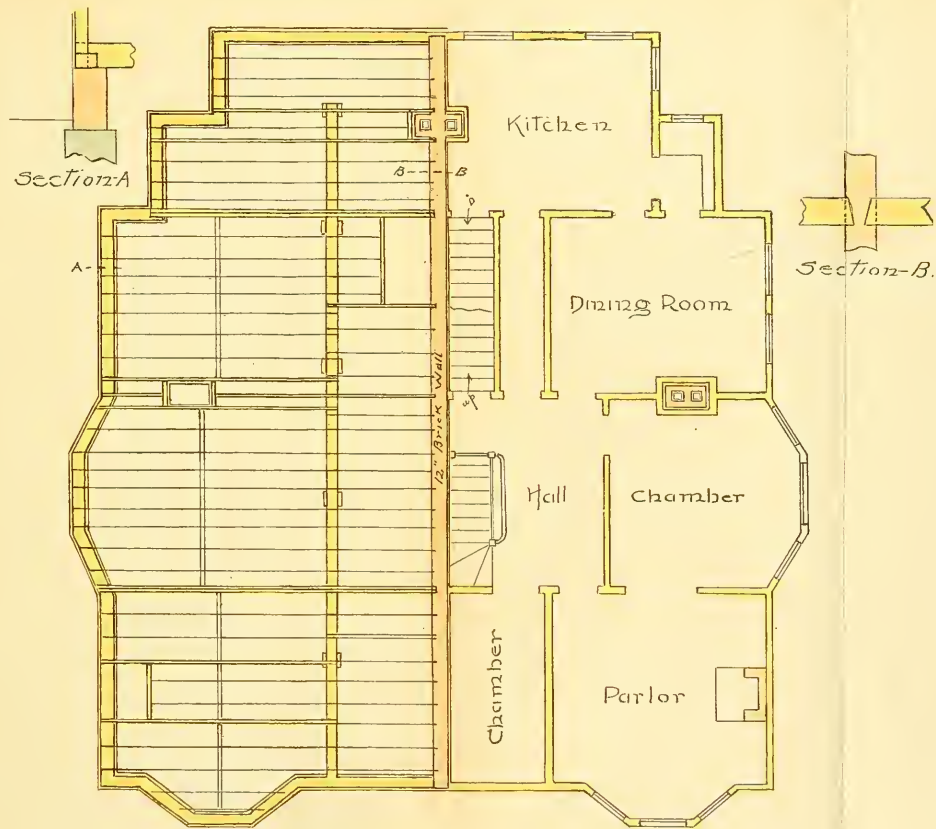 Section-A
Kitchen
B----B
A--
Section-B.
Dining Room
12" Brick Wall
Hall
Chamber
Chamber
Parlor